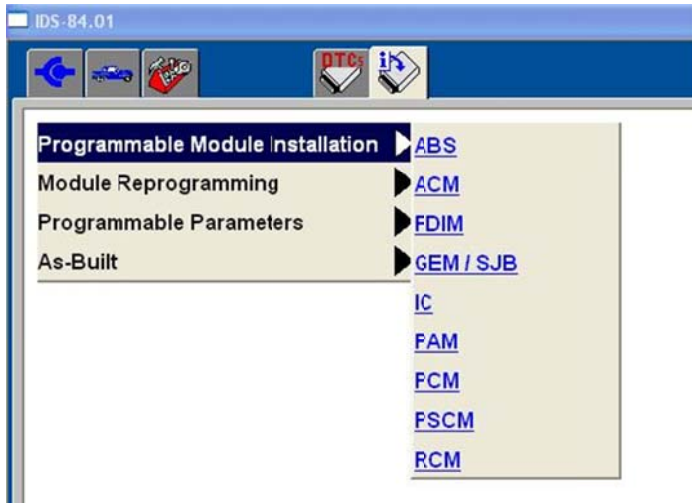 IDS-84.01
DTCs
i
Programmable Module Installation
ABS
Module Reprogramming
ACM
Programmable Parameters
FDIM
As-Built
GEM / SJB
IC
PAM
PCM
PSCM
RCM